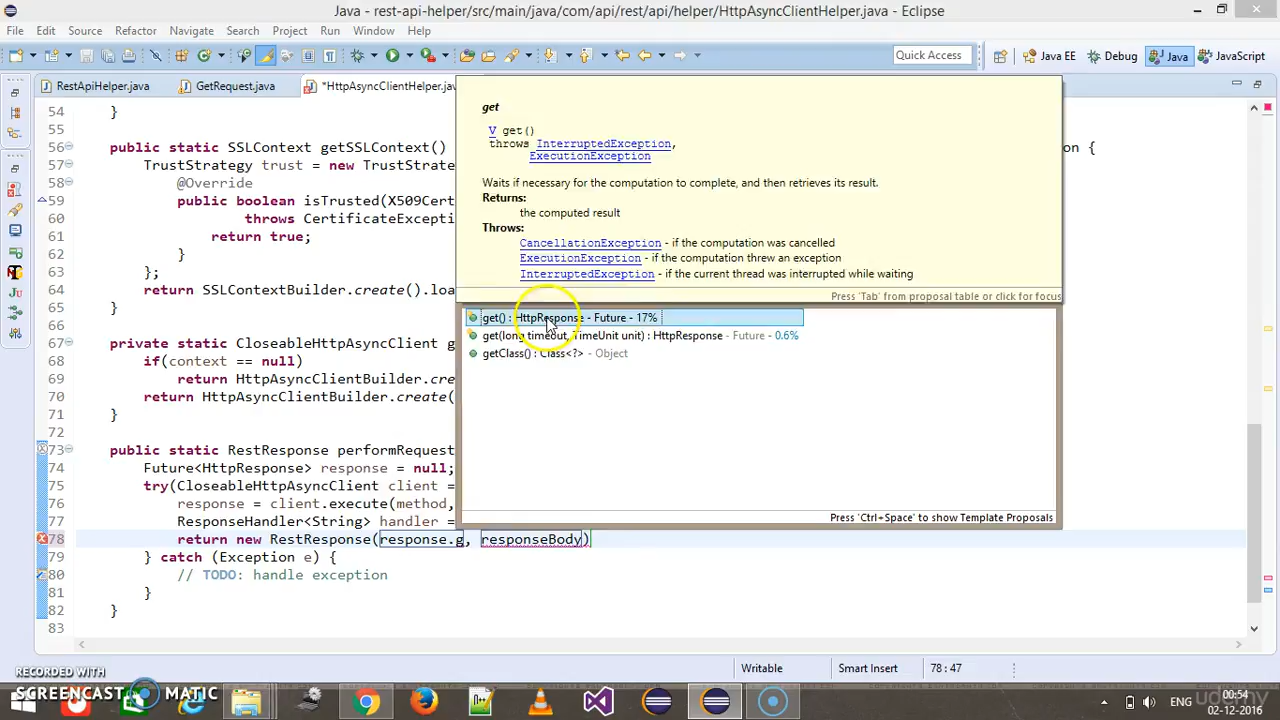 Java - rest-api-helper/src/main/java/com/api/rest/api/helper/HttpAsyncClientHelper.java - Eclipse
File Edit Source Refactor Navigate Search Project Run Window Help
Quick Access Java EE Debug Java JavaScript
RestApiHelper.java GetRequest.java *HttpAsyncClientHelper.jav
54 }
55
56 public static SSLContext getSSLContext() on {
57 TrustStrategy trust = new TrustStrate
58 @Override
59 public boolean isTrusted(X509Cert
60 throws CertificateExcepti
61 return true;
62 }
63 };
64 return SSLContextBuilder.create().loa
65 }
66
67 private static CloseableHttpAsyncClient g
68 if(context == null)
69 return HttpAsyncClientBuilder.cre
70 return HttpAsyncClientBuilder.create(
71 }
72
73 public static RestResponse performRequest
74 Future<HttpResponse> response = null;
75 try(CloseableHttpAsyncClient client =
76 response = client.execute(method,
77 ResponseHandler<String> handler =
78 return new RestResponse(response.g, responseBody)
79 } catch (Exception e) {
80 // TODO: handle exception
81 }
82 }
83
get
V get()
throws InterruptedException,
ExecutionException
Waits if necessary for the computation to complete, and then retrieves its result.
Returns:
the computed result
Throws:
CancellationException - if the computation was cancelled
ExecutionException - if the computation threw an exception
InterruptedException - if the current thread was interrupted while waiting
Press 'Tab' from proposal table or click for focus
get() : HttpResponse - Future - 17%
get(long timeout, TimeUnit unit) : HttpResponse - Future - 0.6%
getClass() : Class<?> - Object
Press 'Ctrl+Space' to show Template Proposals
Writable Smart Insert 78 : 47
RECORDED WITH
SCREENCAST MATIC
ENG
00:54
02-12-2016
udemy